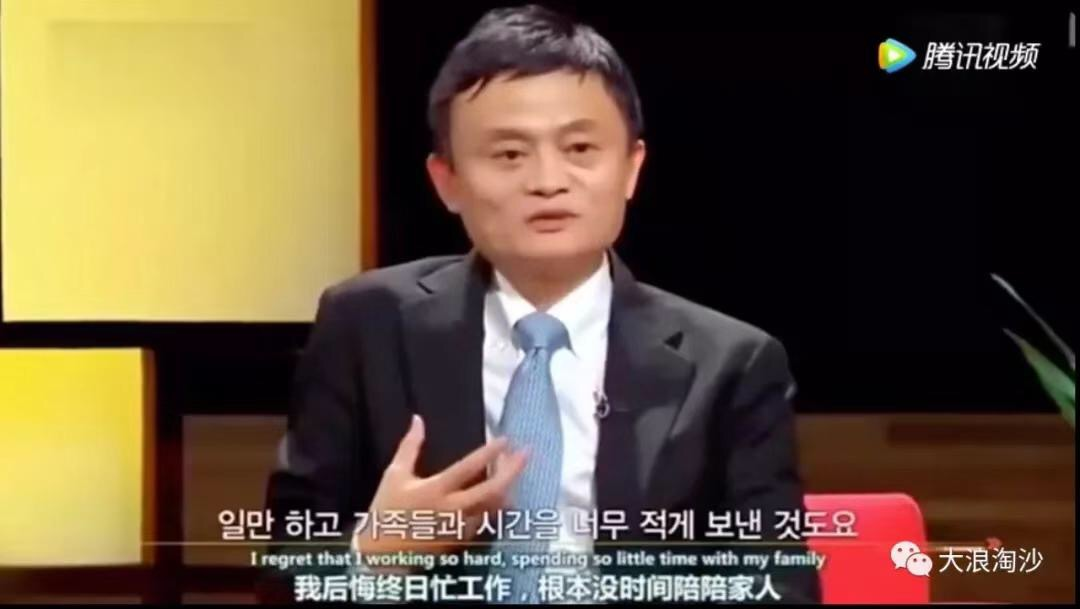 腾讯视频
일만 하고 가족들과 시간을 너무 적게 보낸 것도요
I regret that I working so hard, spending so little time with my family
我后悔终日忙工作，根本没时间陪陪家人
大浪淘沙